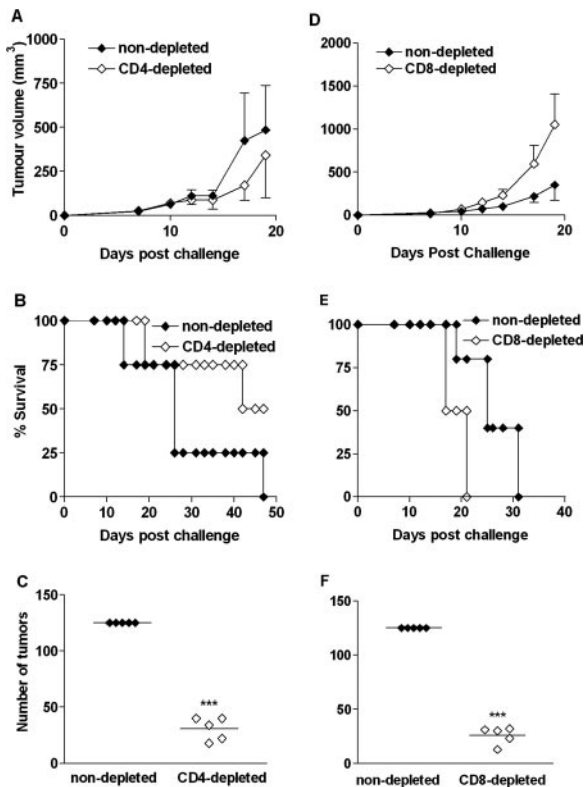 A
Tumour volume (mm3)
1000
750
500
250
0
0 10 20
Days post challenge
non-depleted
CD4-depleted
D
2000
1500
1000
500
0
0 10 20
Days Post Challenge
non-depleted
CD8-depleted
B
% Survival
100
75
50
25
0
0 10 20 30 40 50
Days post challenge
non-depleted
CD4-depleted
E
100
75
50
25
0
0 10 20 30 40
Days post challenge
non-depleted
CD8-depleted
C
Number of tumors
150
100
50
0
***
non-depleted CD4-depleted
F
150
100
50
0
***
non-depleted CD8-depleted